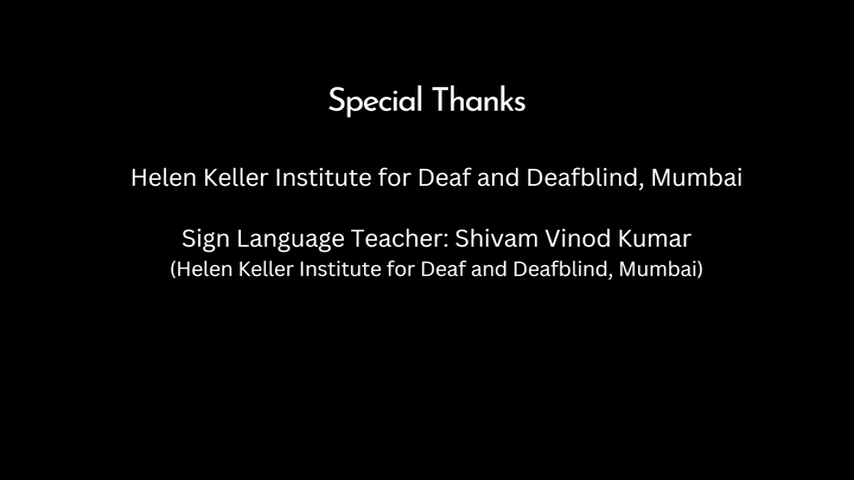 Special Thanks
Helen Keller Institute for Deaf and Deafblind, Mumbai
Sign Language Teacher: Shivam Vinod Kumar
(Helen Keller Institute for Deaf and Deafblind, Mumbai)